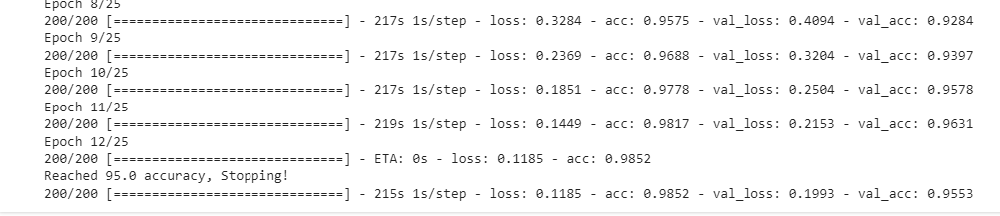 Epoch 8/25
200/200 [==============================] - 217s 1s/step - loss: 0.3284 - acc: 0.9575 - val_loss: 0.4094 - val_acc: 0.9284
Epoch 9/25
200/200 [==============================] - 217s 1s/step - loss: 0.2369 - acc: 0.9688 - val_loss: 0.3204 - val_acc: 0.9397
Epoch 10/25
200/200 [==============================] - 217s 1s/step - loss: 0.1851 - acc: 0.9778 - val_loss: 0.2504 - val_acc: 0.9578
Epoch 11/25
200/200 [==============================] - 219s 1s/step - loss: 0.1449 - acc: 0.9817 - val_loss: 0.2153 - val_acc: 0.9631
Epoch 12/25
200/200 [==============================] - ETA: 0s - loss: 0.1185 - acc: 0.9852
Reached 95.0 accuracy, Stopping!
200/200 [==============================] - 215s 1s/step - loss: 0.1185 - acc: 0.9852 - val_loss: 0.1993 - val_acc: 0.9553